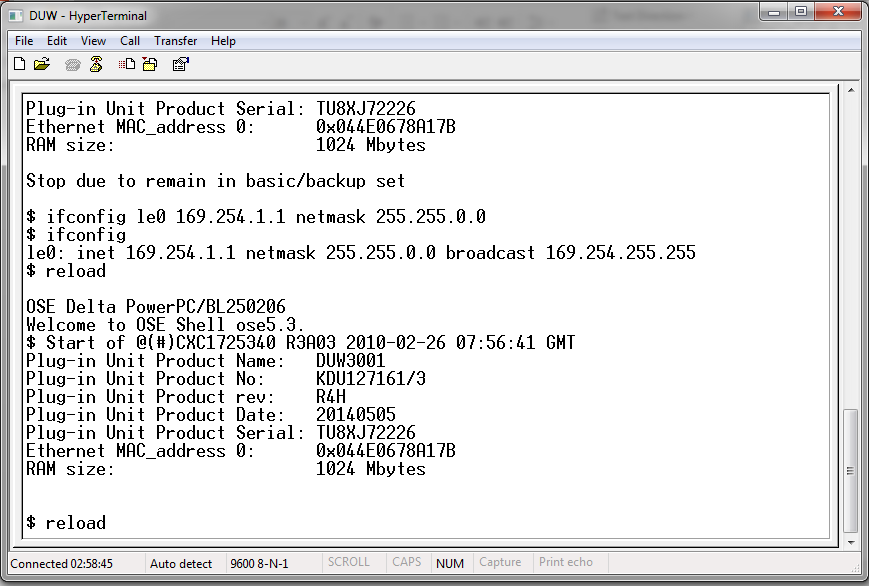 DUW - HyperTerminal
File Edit View Call Transfer Help
Plug-in Unit Product Serial: TU8XJ72226
Ethernet MAC_address 0: 0x044E0678A17B
RAM size: 1024 Mbytes
Stop due to remain in basic/backup set
$ ifconfig le0 169.254.1.1 netmask 255.255.0.0
$ ifconfig
le0: inet 169.254.1.1 netmask 255.255.0.0 broadcast 169.254.255.255
$ reload
OSE Delta PowerPC/BL250206
Welcome to OSE Shell ose5.3.
$ Start of @(#)CXC1725340 R3A03 2010-02-26 07:56:41 GMT
Plug-in Unit Product Name: DUW3001
Plug-in Unit Product No: KDU127161/3
Plug-in Unit Product rev: R4H
Plug-in Unit Product Date: 20140505
Plug-in Unit Product Serial: TU8XJ72226
Ethernet MAC_address 0: 0x044E0678A17B
RAM size: 1024 Mbytes
$ reload
Connected 02:58:45 Auto detect 9600 8-N-1 SCROLL CAPS NUM Capture Print echo